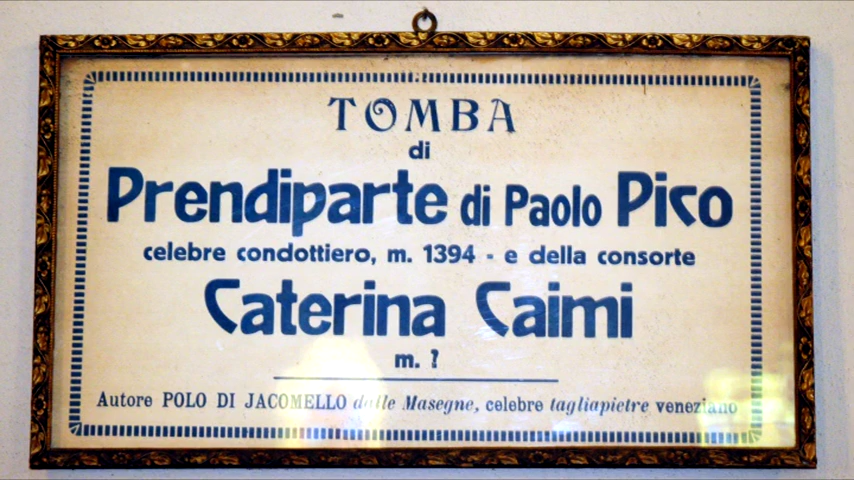 TOMBA
di
Prendiparte di Paolo Pico
celebre condottiero, m. 1394 - e della consorte
Caterina Caimi
m. ?
Autore POLO DI JACOMELLO dalle Masegne, celebre tagliapietre veneziano